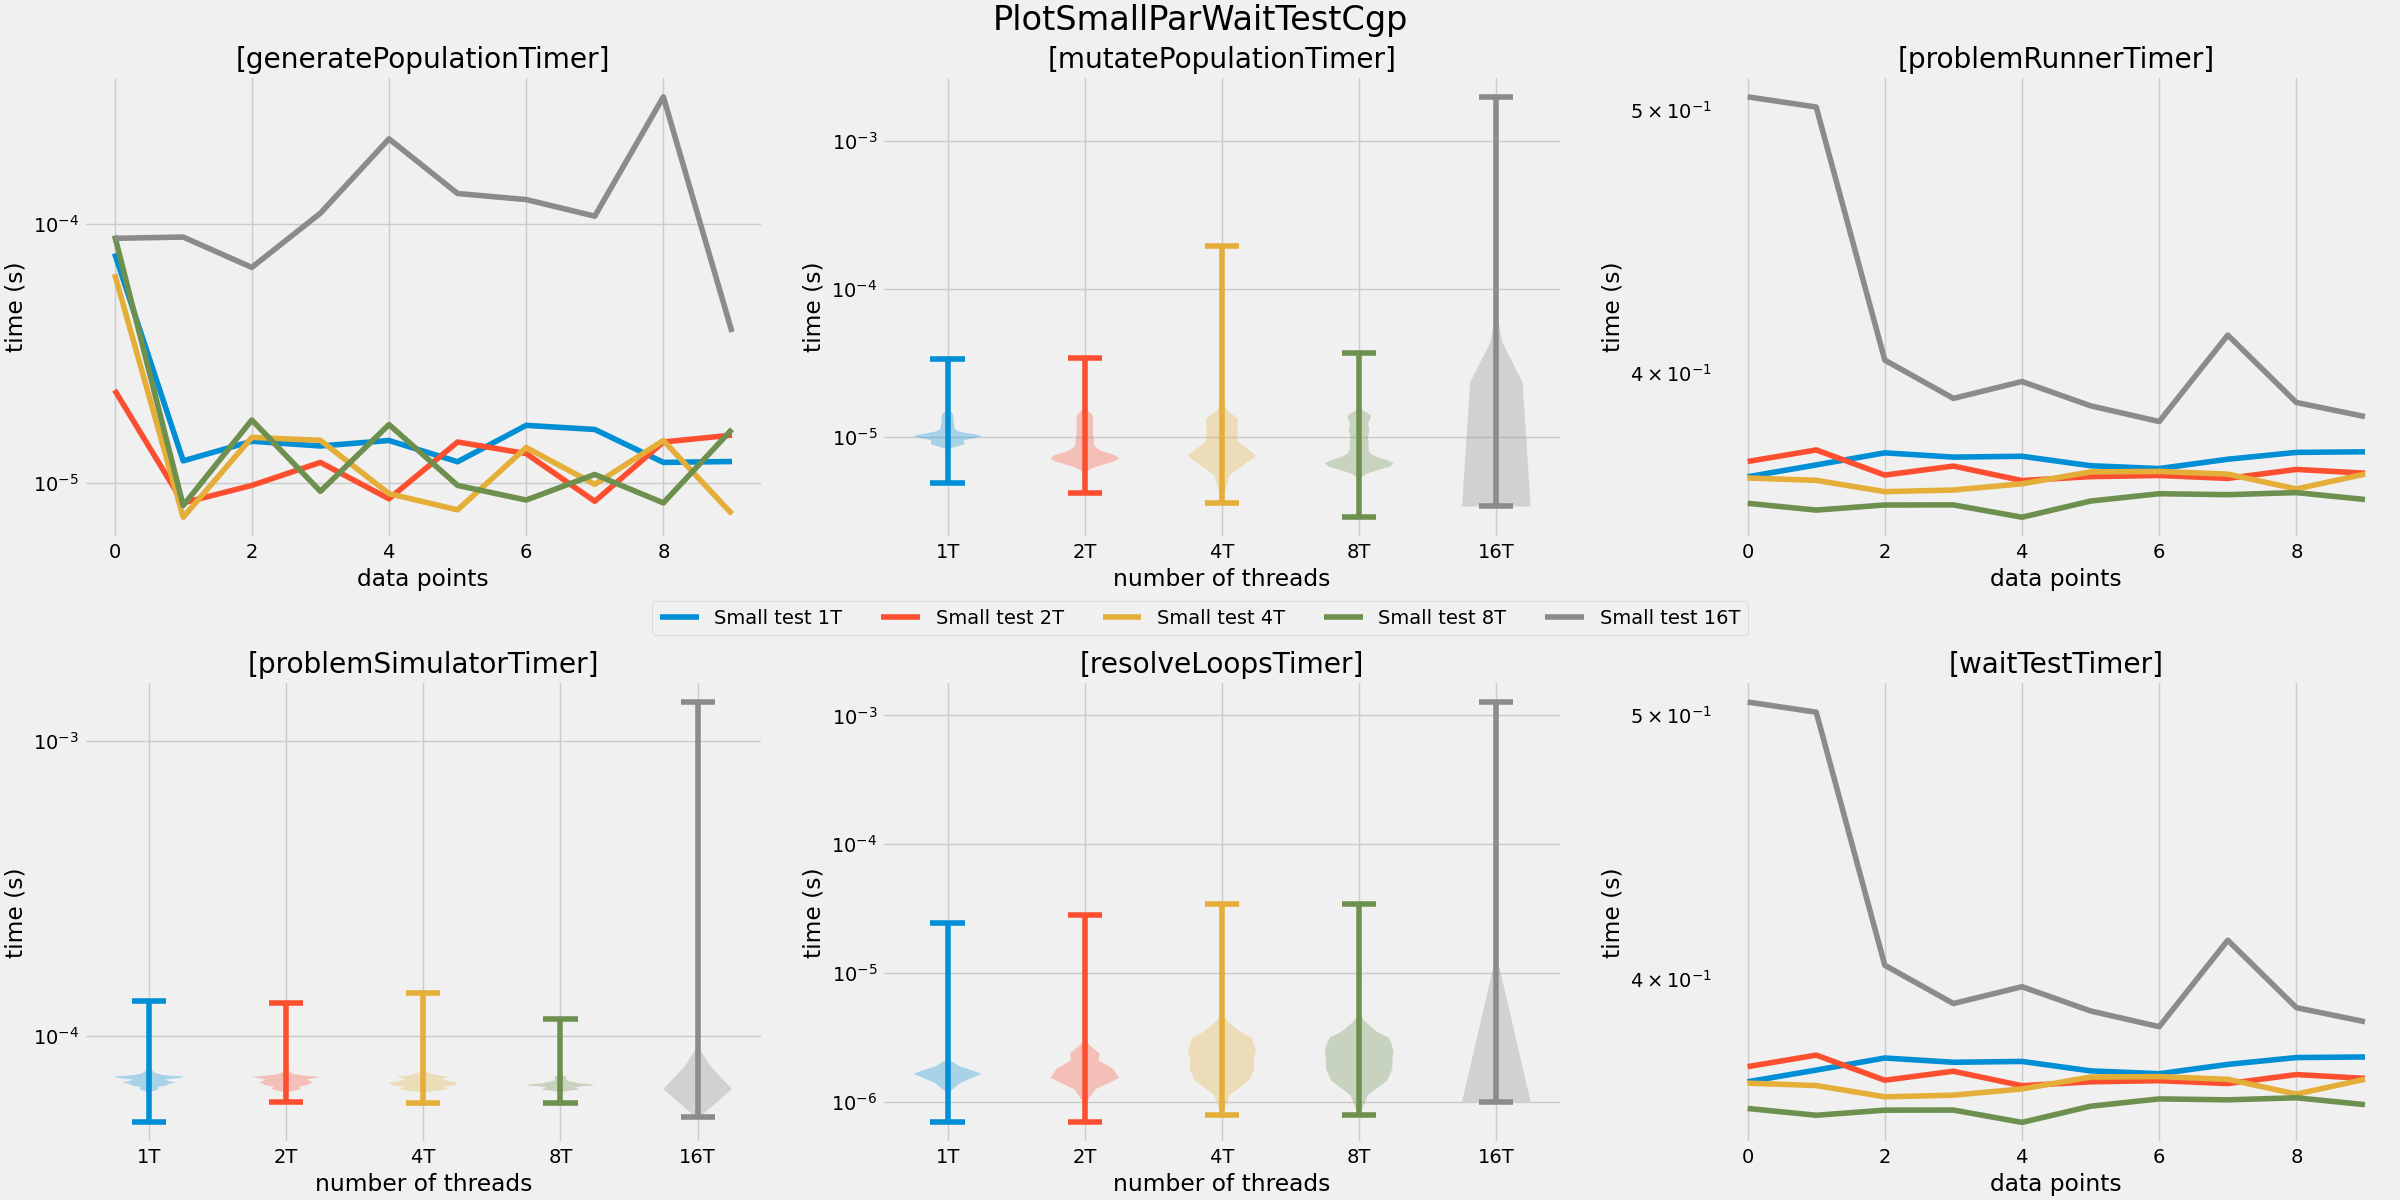 PlotSmallParWaitTestCgp
[generatePopulationTimer]
time (s)
10⁻⁴
10⁻⁵
0 2 4 6 8
data points
[mutatePopulationTimer]
time (s)
10⁻³
10⁻⁴
10⁻⁵
1T 2T 4T 8T 16T
number of threads
[problemRunnerTimer]
time (s)
5 × 10⁻¹
4 × 10⁻¹
0 2 4 6 8
data points
Small test 1T Small test 2T Small test 4T Small test 8T Small test 16T
[problemSimulatorTimer]
time (s)
10⁻³
10⁻⁴
1T 2T 4T 8T 16T
number of threads
[resolveLoopsTimer]
time (s)
10⁻³
10⁻⁴
10⁻⁵
10⁻⁶
1T 2T 4T 8T 16T
number of threads
[waitTestTimer]
time (s)
5 × 10⁻¹
4 × 10⁻¹
0 2 4 6 8
data points